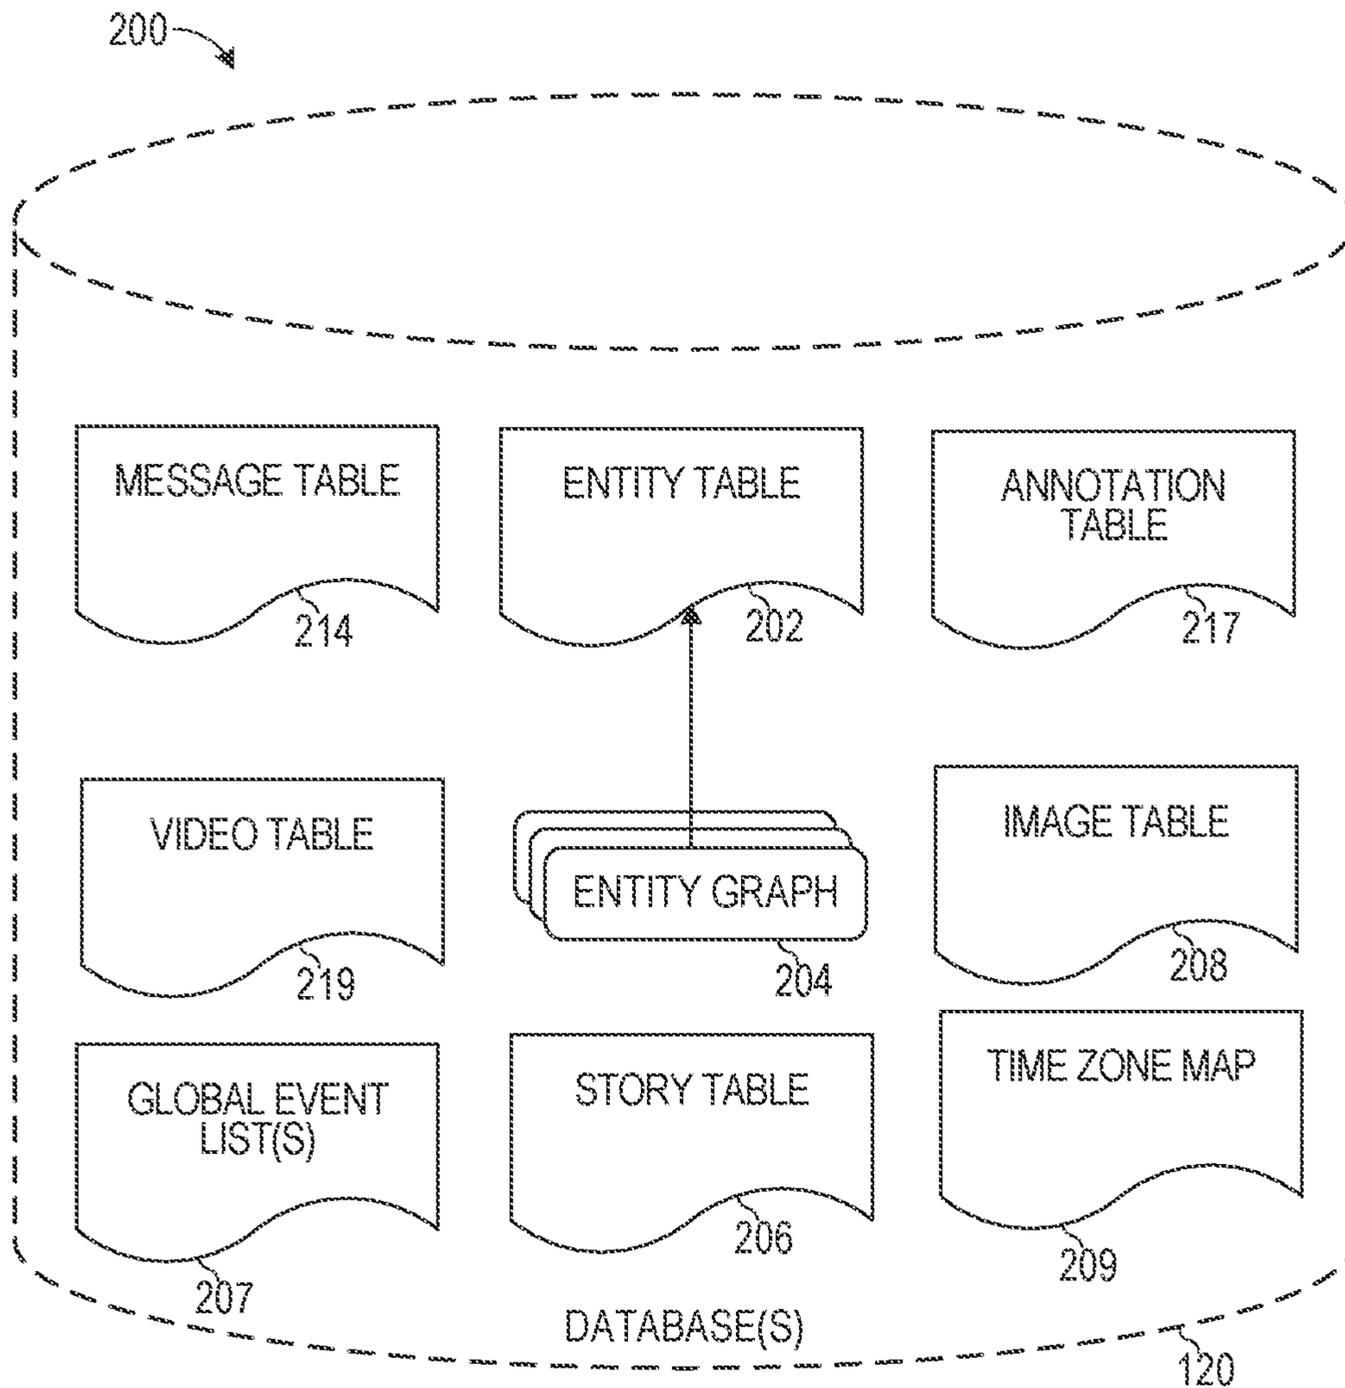 200
MESSAGE TABLE
214
ENTITY TABLE
202
ANNOTATION
TABLE
217
VIDEO TABLE
219
ENTITY GRAPH
204
IMAGE TABLE
208
GLOBAL EVENT
LIST(S)
207
STORY TABLE
206
TIME ZONE MAP
209
DATABASE(S)
120